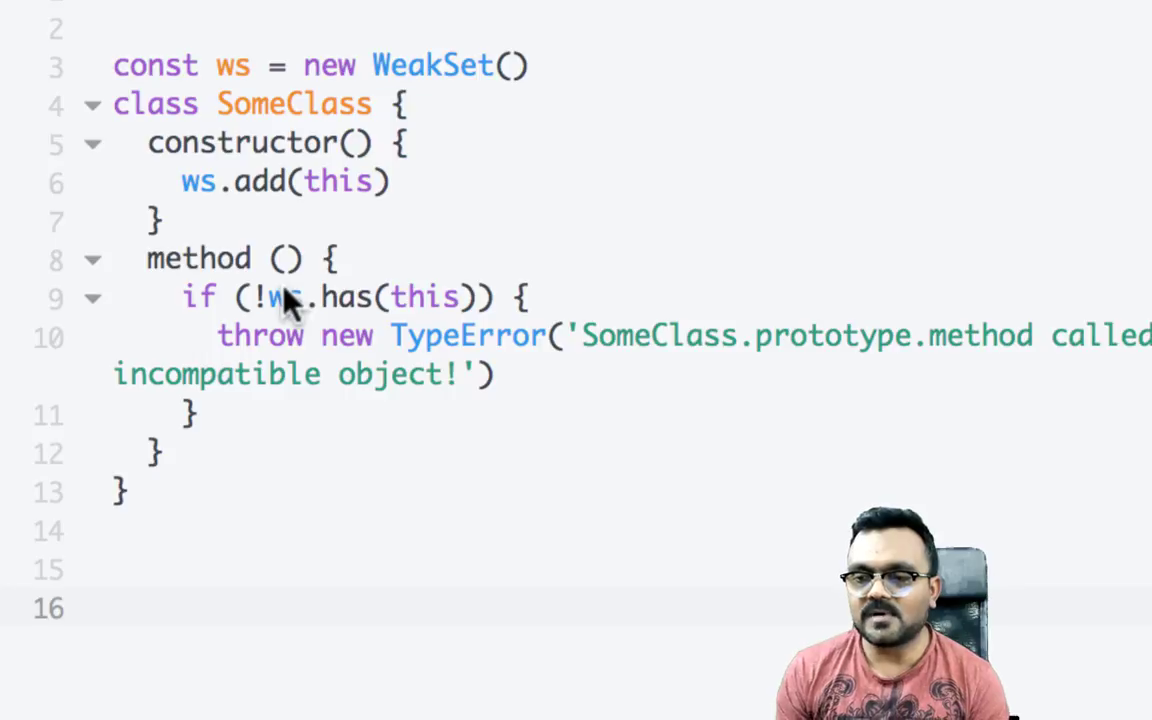 2
3 const ws = new WeakSet()
4 class SomeClass {
5 constructor() {
6 ws.add(this)
7 }
8 method () {
9 if (!ws.has(this)) {
10 throw new TypeError('SomeClass.prototype.method called
incompatible object!')
11 }
12 }
13 }
14
15
16